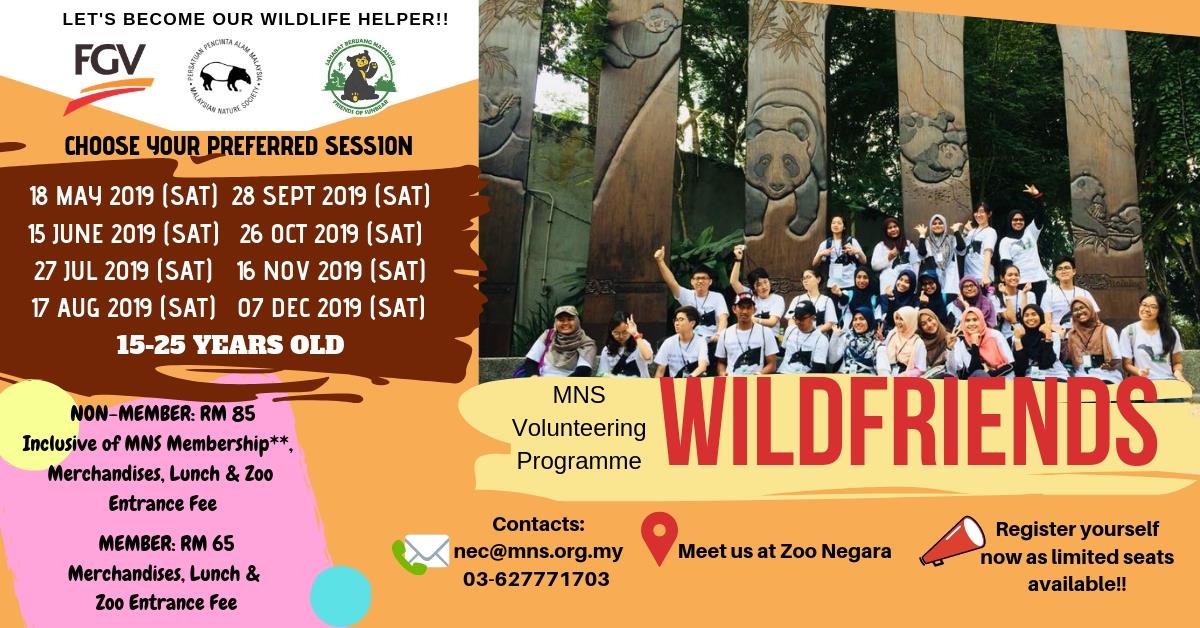 LET'S BECOME OUR WILDLIFE HELPER!!
FGV
PERSATUAN PENCINTA ALAM MALAYSIA
MALAYSIAN NATURE SOCIETY
SAHABAT BERUANG MATAHARI
FRIENDS OF SUNBEAR
CHOOSE YOUR PREFERRED SESSION
18 MAY 2019 (SAT) 28 SEPT 2019 (SAT)
15 JUNE 2019 (SAT) 26 OCT 2019 (SAT)
27 JUL 2019 (SAT) 16 NOV 2019 (SAT)
17 AUG 2019 (SAT) 07 DEC 2019 (SAT)
15-25 YEARS OLD
NON-MEMBER: RM 85
Inclusive of MNS Membership**,
Merchandises, Lunch & Zoo
Entrance Fee
MEMBER: RM 65
Merchandises, Lunch &
Zoo Entrance Fee
MNS
Volunteering
Programme
WILDFRIENDS
Contacts:
nec@mns.org.my
03-627771703
Meet us at Zoo Negara
Register yourself
now as limited seats
available!!